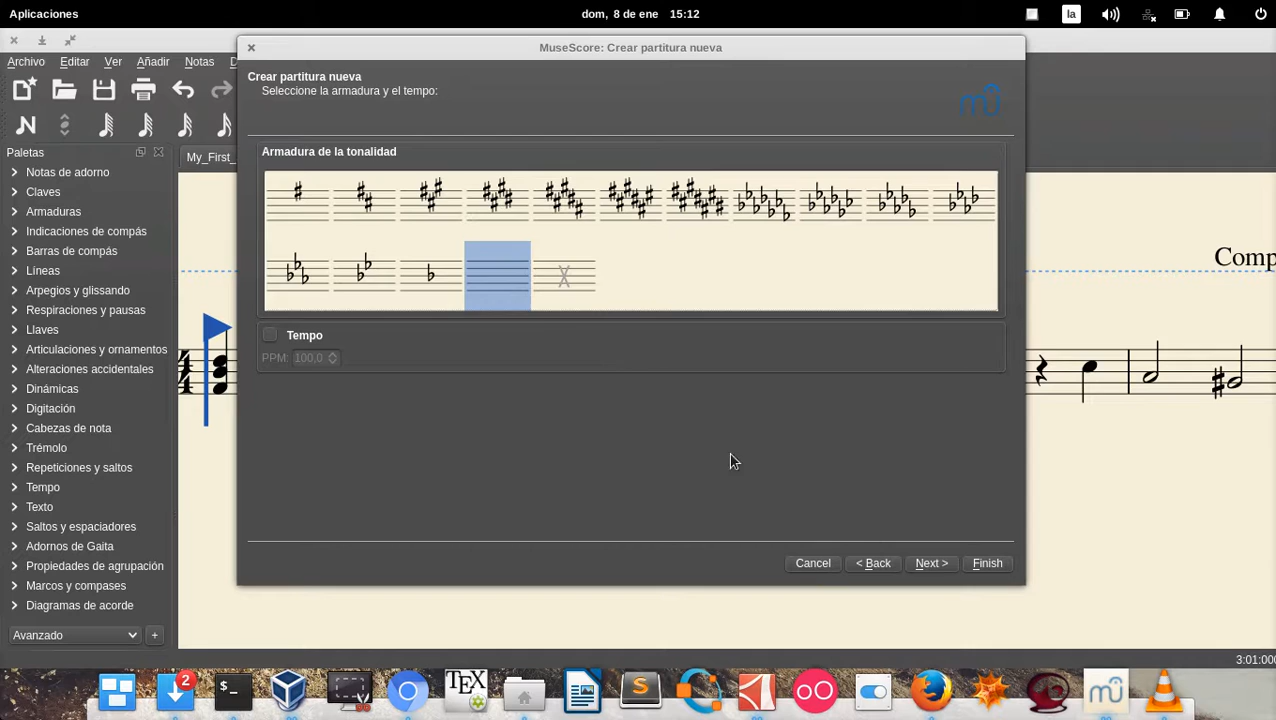 Aplicaciones
dom, 8 de ene 15:12
la
MuseScore: Crear partitura nueva
Archivo Editar Ver Añadir Notas
Crear partitura nueva
Seleccione la armadura y el tempo:
mu
Paletas
My_First_
Armadura de la tonalidad
Notas de adorno
Claves
Armaduras
Indicaciones de compás
Barras de compás
Líneas
Arpegios y glissando
Respiraciones y pausas
Llaves
Articulaciones y ornamentos
Alteraciones accidentales
Dinámicas
Digitación
Cabezas de nota
Trémolo
Repeticiones y saltos
Tempo
Texto
Saltos y espaciadores
Adornos de Gaita
Propiedades de agrupación
Marcos y compases
Diagramas de acorde
Avanzado +
X
Comp
Tempo
PPM: 100,0
4
4
Cancel < Back Next > Finish
3:01:000
2
>_
TEX
S
mu